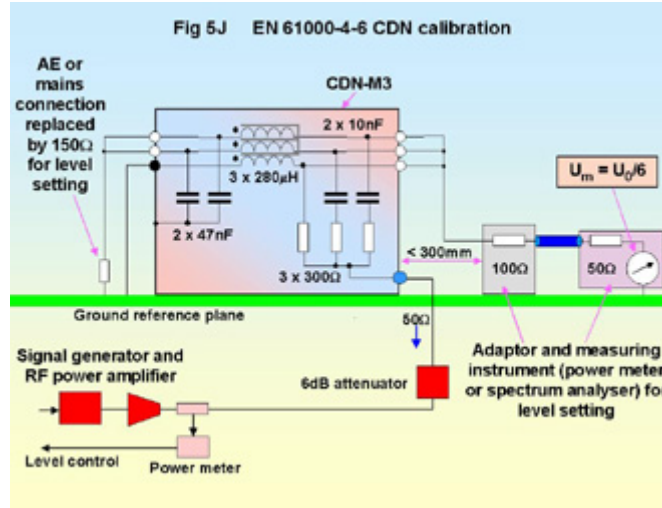 Fig 5J EN 61000-4-6 CDN calibration
AE or
mains
connection
replaced
by 150Ω
for level
setting
CDN-M3
2 x 10nF
3 x 280µH
2 x 47nF
3 x 300Ω
< 300mm
100Ω
50Ω
Um = U0/6
Ground reference plane
50Ω
Signal generator and
RF power amplifier
6dB attenuator
Level control
Power meter
Adaptor and measuring
instrument (power meter
or spectrum analyser) for
level setting